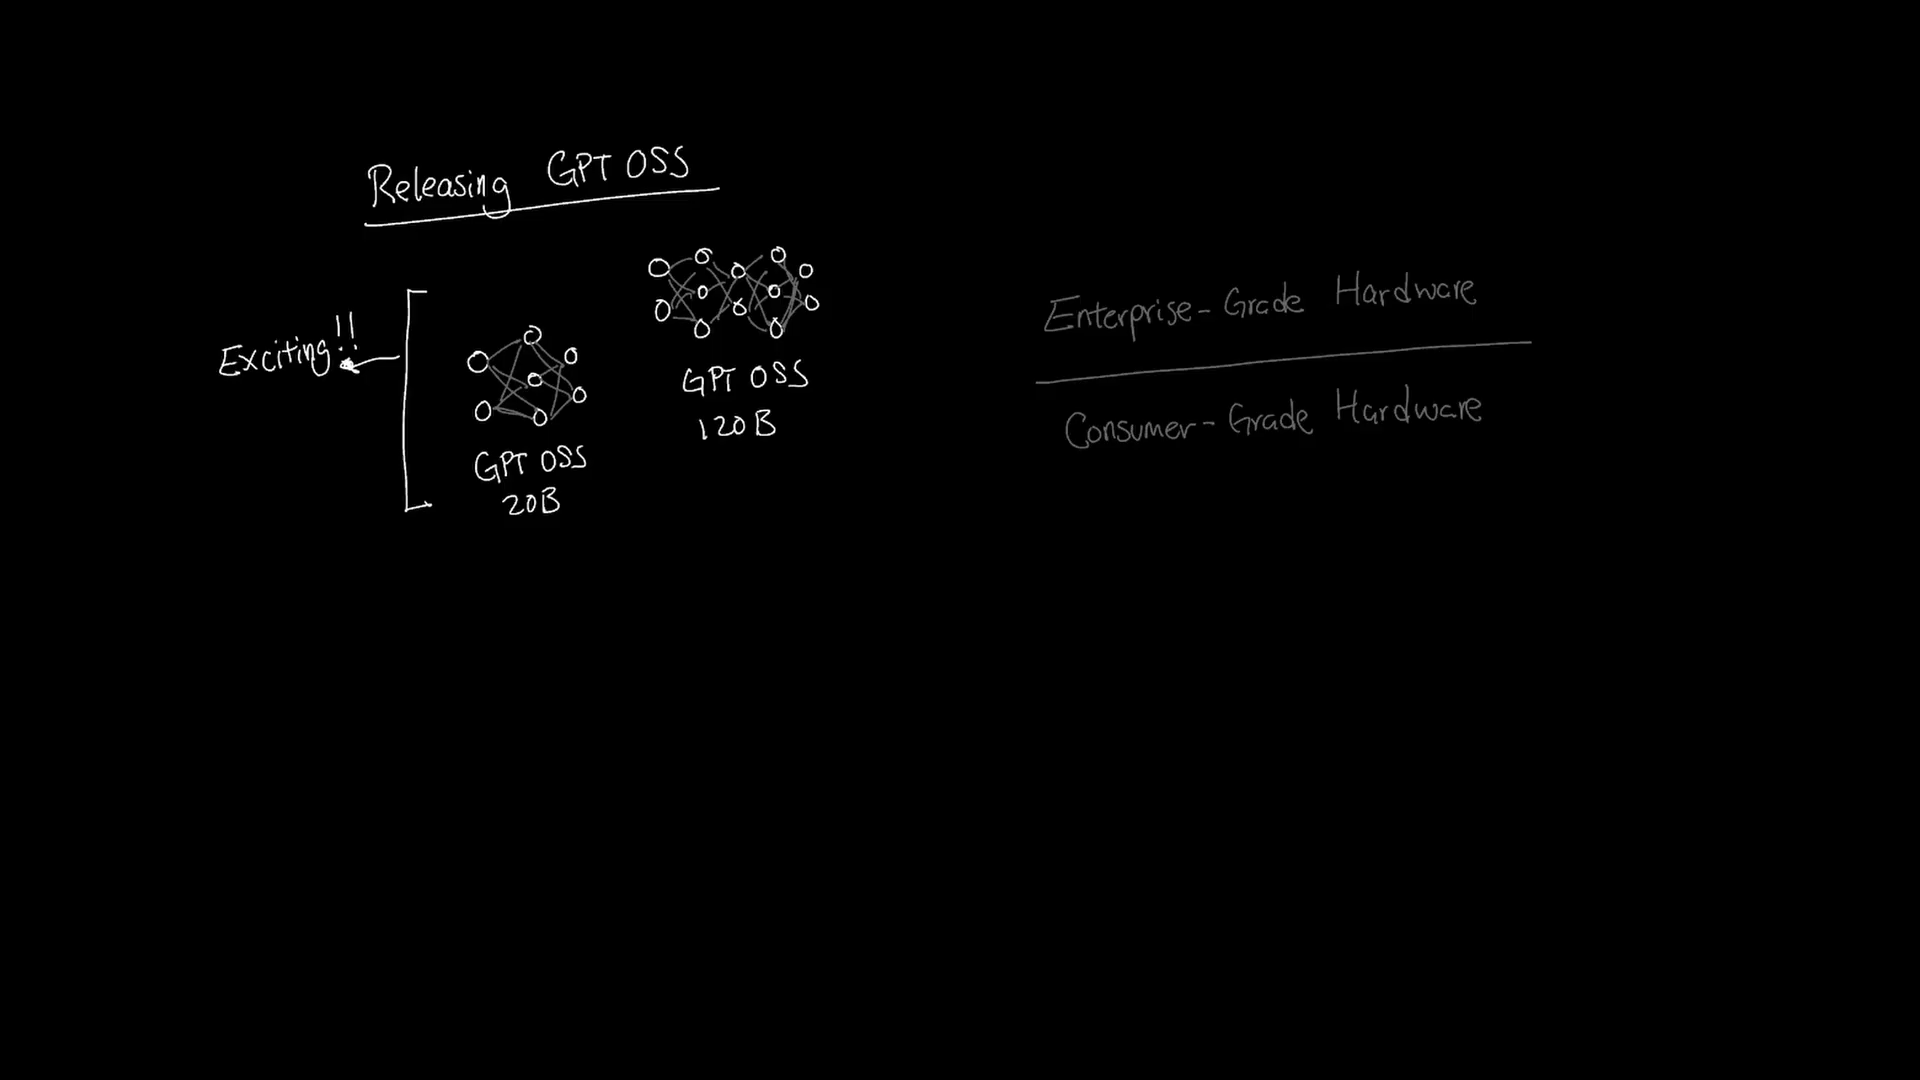 Releasing GPT OSS
Exciting!!
GPT OSS
20B
GPT OSS
120B
Enterprise-Grade Hardware
Consumer-Grade Hardware